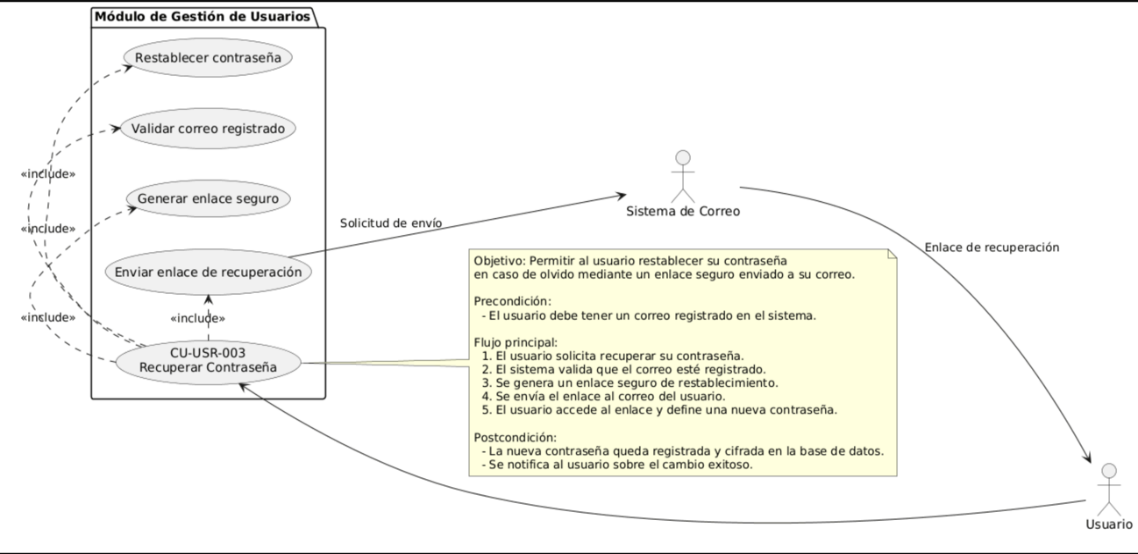 Módulo de Gestión de Usuarios
Restablecer contraseña
Validar correo registrado
«include»
Generar enlace seguro
«include»
Solicitud de envío
Sistema de Correo
Enlace de recuperación
Enviar enlace de recuperación
«include»
«include»
CU-USR-003
Recuperar Contraseña
Objetivo: Permitir al usuario restablecer su contraseña
en caso de olvido mediante un enlace seguro enviado a su correo.
Precondición:
- El usuario debe tener un correo registrado en el sistema.
Flujo principal:
1. El usuario solicita recuperar su contraseña.
2. El sistema valida que el correo esté registrado.
3. Se genera un enlace seguro de restablecimiento.
4. Se envía el enlace al correo del usuario.
5. El usuario accede al enlace y define una nueva contraseña.
Postcondición:
- La nueva contraseña queda registrada y cifrada en la base de datos.
- Se notifica al usuario sobre el cambio exitoso.
Usuario